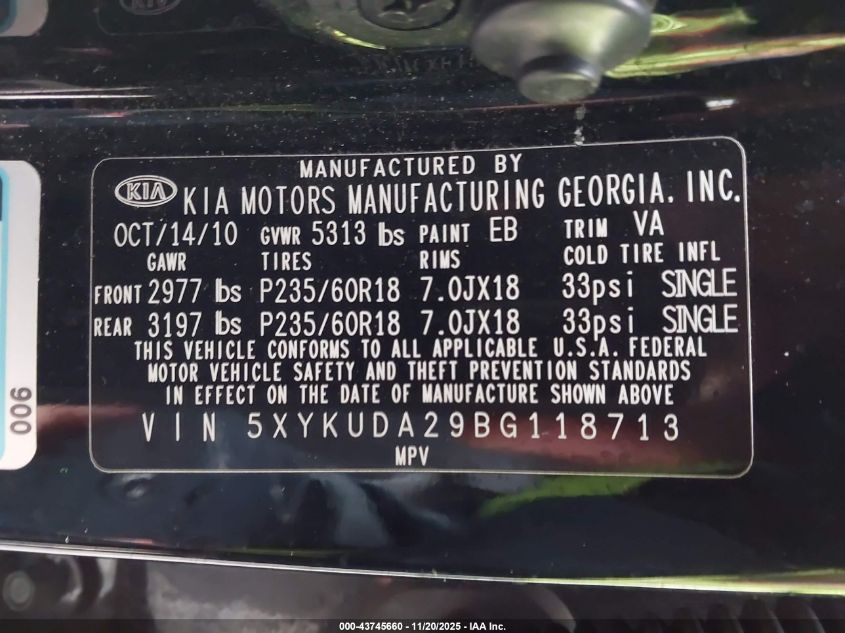 MANUFACTURED BY
KIA KIA MOTORS MANUFACTURING GEORGIA, INC.
OCT/14/10 GVWR 5313 lbs PAINT EB TRIM VA
GAWR TIRES RIMS COLD TIRE INFL
FRONT 2977 lbs P235/60R18 7.0JX18 33psi SINGLE
REAR 3197 lbs P235/60R18 7.0JX18 33psi SINGLE
THIS VEHICLE CONFORMS TO ALL APPLICABLE U.S.A. FEDERAL
MOTOR VEHICLE SAFETY AND THEFT PREVENTION STANDARDS
IN EFFECT ON THE DATE OF MANUFACTURE SHOWN ABOVE
VIN 5XYKUDA29BG118713
MPV
006
000-43745660 - 11/20/2025 - IAA Inc.